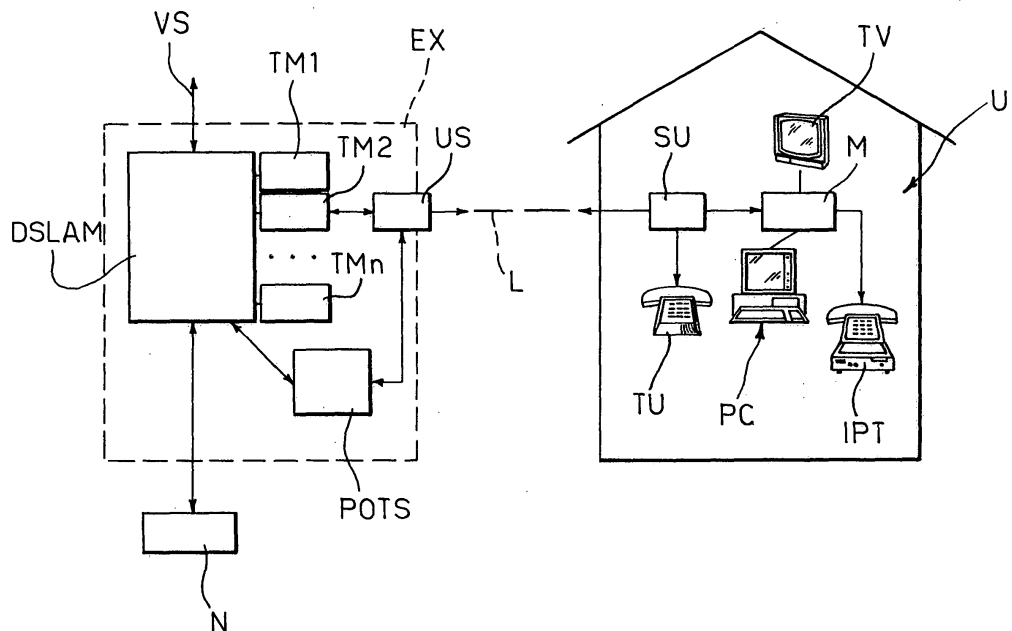 VS
EX
TV
TM1
U
TM2
US
SU
M
DSLAM
. . . .
TMn
L
TU
PC
IPT
POTS
N